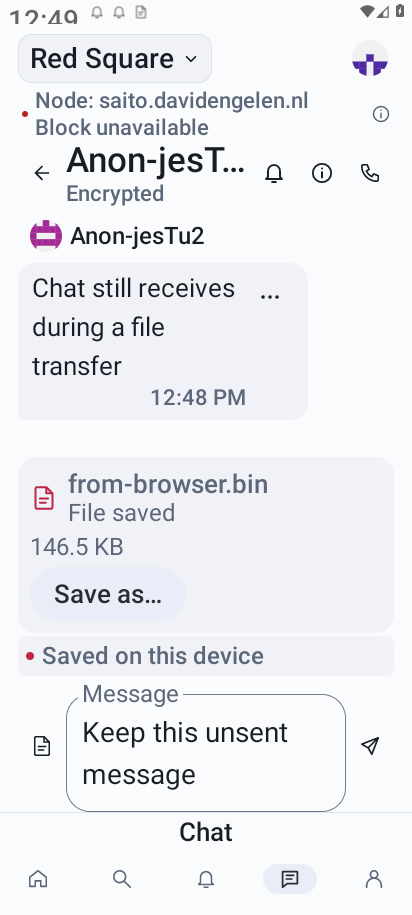 12:49
Red Square
Node: saito.davidengelen.nl
Block unavailable
Anon-jesT...
Encrypted
Anon-jesTu2
Chat still receives
during a file
transfer
12:48 PM
from-browser.bin
File saved
146.5 KB
Save as...
Saved on this device
Message
Keep this unsent
message
Chat